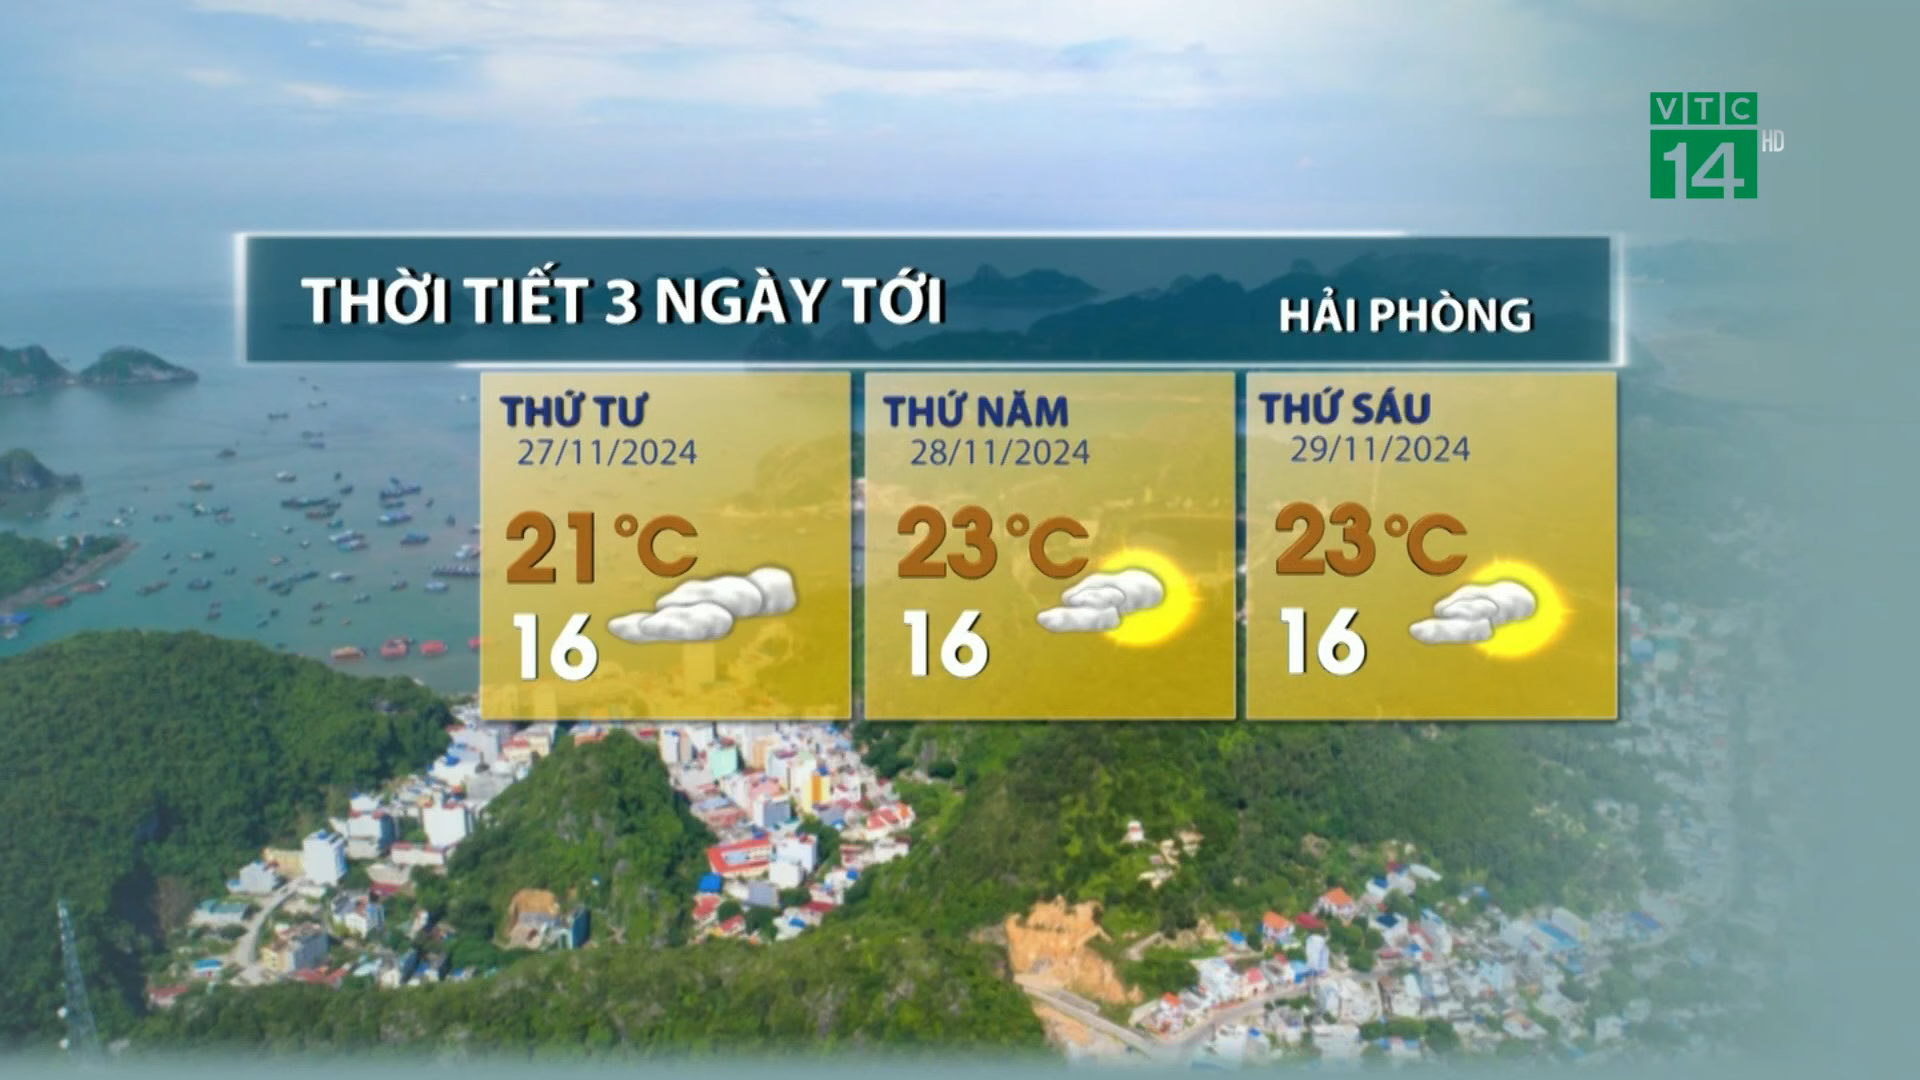 VTC
14 HD
THỜI TIẾT 3 NGÀY TỚI
HẢI PHÒNG
THỨ TƯ
27/11/2024
21°C
16
THỨ NĂM
28/11/2024
23°C
16
THỨ SÁU
29/11/2024
23°C
16